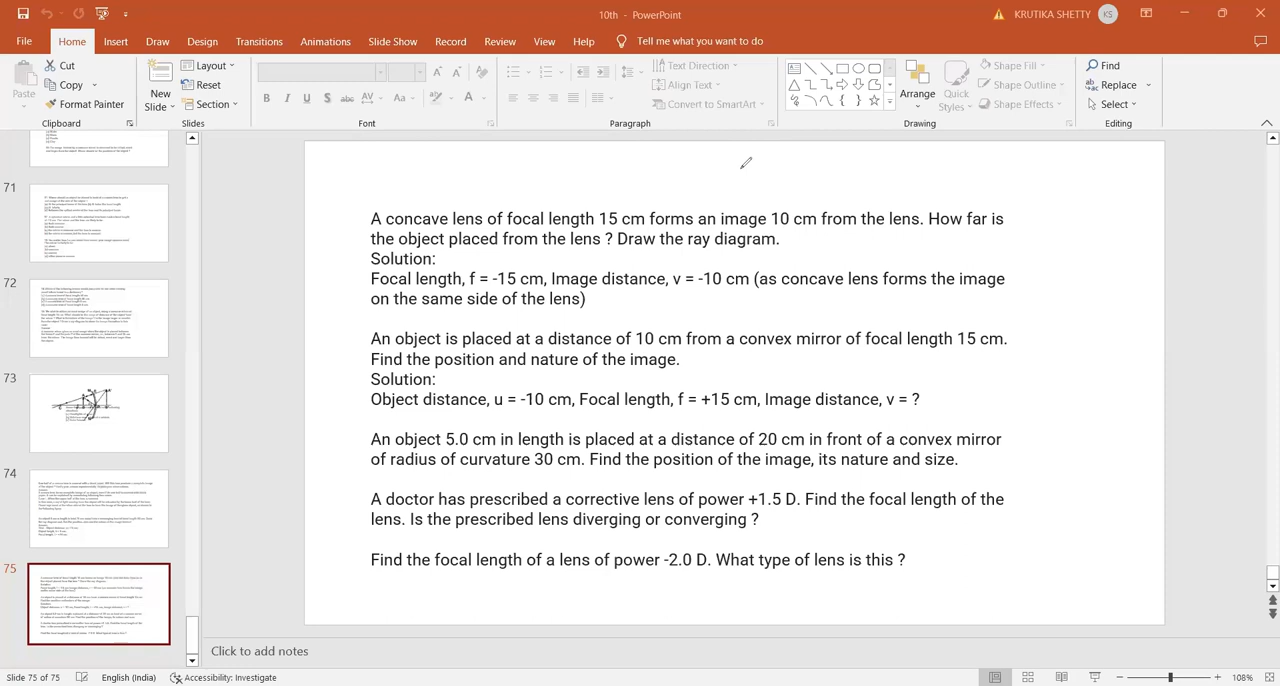 10th - PowerPoint
KRUTIKA SHETTY
KS
File Home Insert Draw Design Transitions Animations Slide Show Record Review View Help Tell me what you want to do
Paste
Cut
Copy
Format Painter
Clipboard
New Slide
Layout
Reset
Section
Slides
B I U S abc AV Aa A
Font
Text Direction
Align Text
Convert to SmartArt
Paragraph
Arrange
Quick Styles
Shape Fill
Shape Outline
Shape Effects
Drawing
Find
Replace
Select
Editing
71
72
73
74
75
A concave lens of focal length 15 cm forms an image 10 cm from the lens. How far is
the object placed from the lens ? Draw the ray diagram.
Solution:
Focal length, f = -15 cm, Image distance, v = -10 cm (as concave lens forms the image
on the same side of the lens)
An object is placed at a distance of 10 cm from a convex mirror of focal length 15 cm.
Find the position and nature of the image.
Solution:
Object distance, u = -10 cm, Focal length, f = +15 cm, Image distance, v = ?
An object 5.0 cm in length is placed at a distance of 20 cm in front of a convex mirror
of radius of curvature 30 cm. Find the position of the image, its nature and size.
A doctor has prescribed a corrective lens of power +1.5 D. Find the focal length of the
lens. Is the prescribed lens diverging or converging ?
Find the focal length of a lens of power -2.0 D. What type of lens is this ?
Click to add notes
Slide 75 of 75 English (India) Accessibility: Investigate 108%